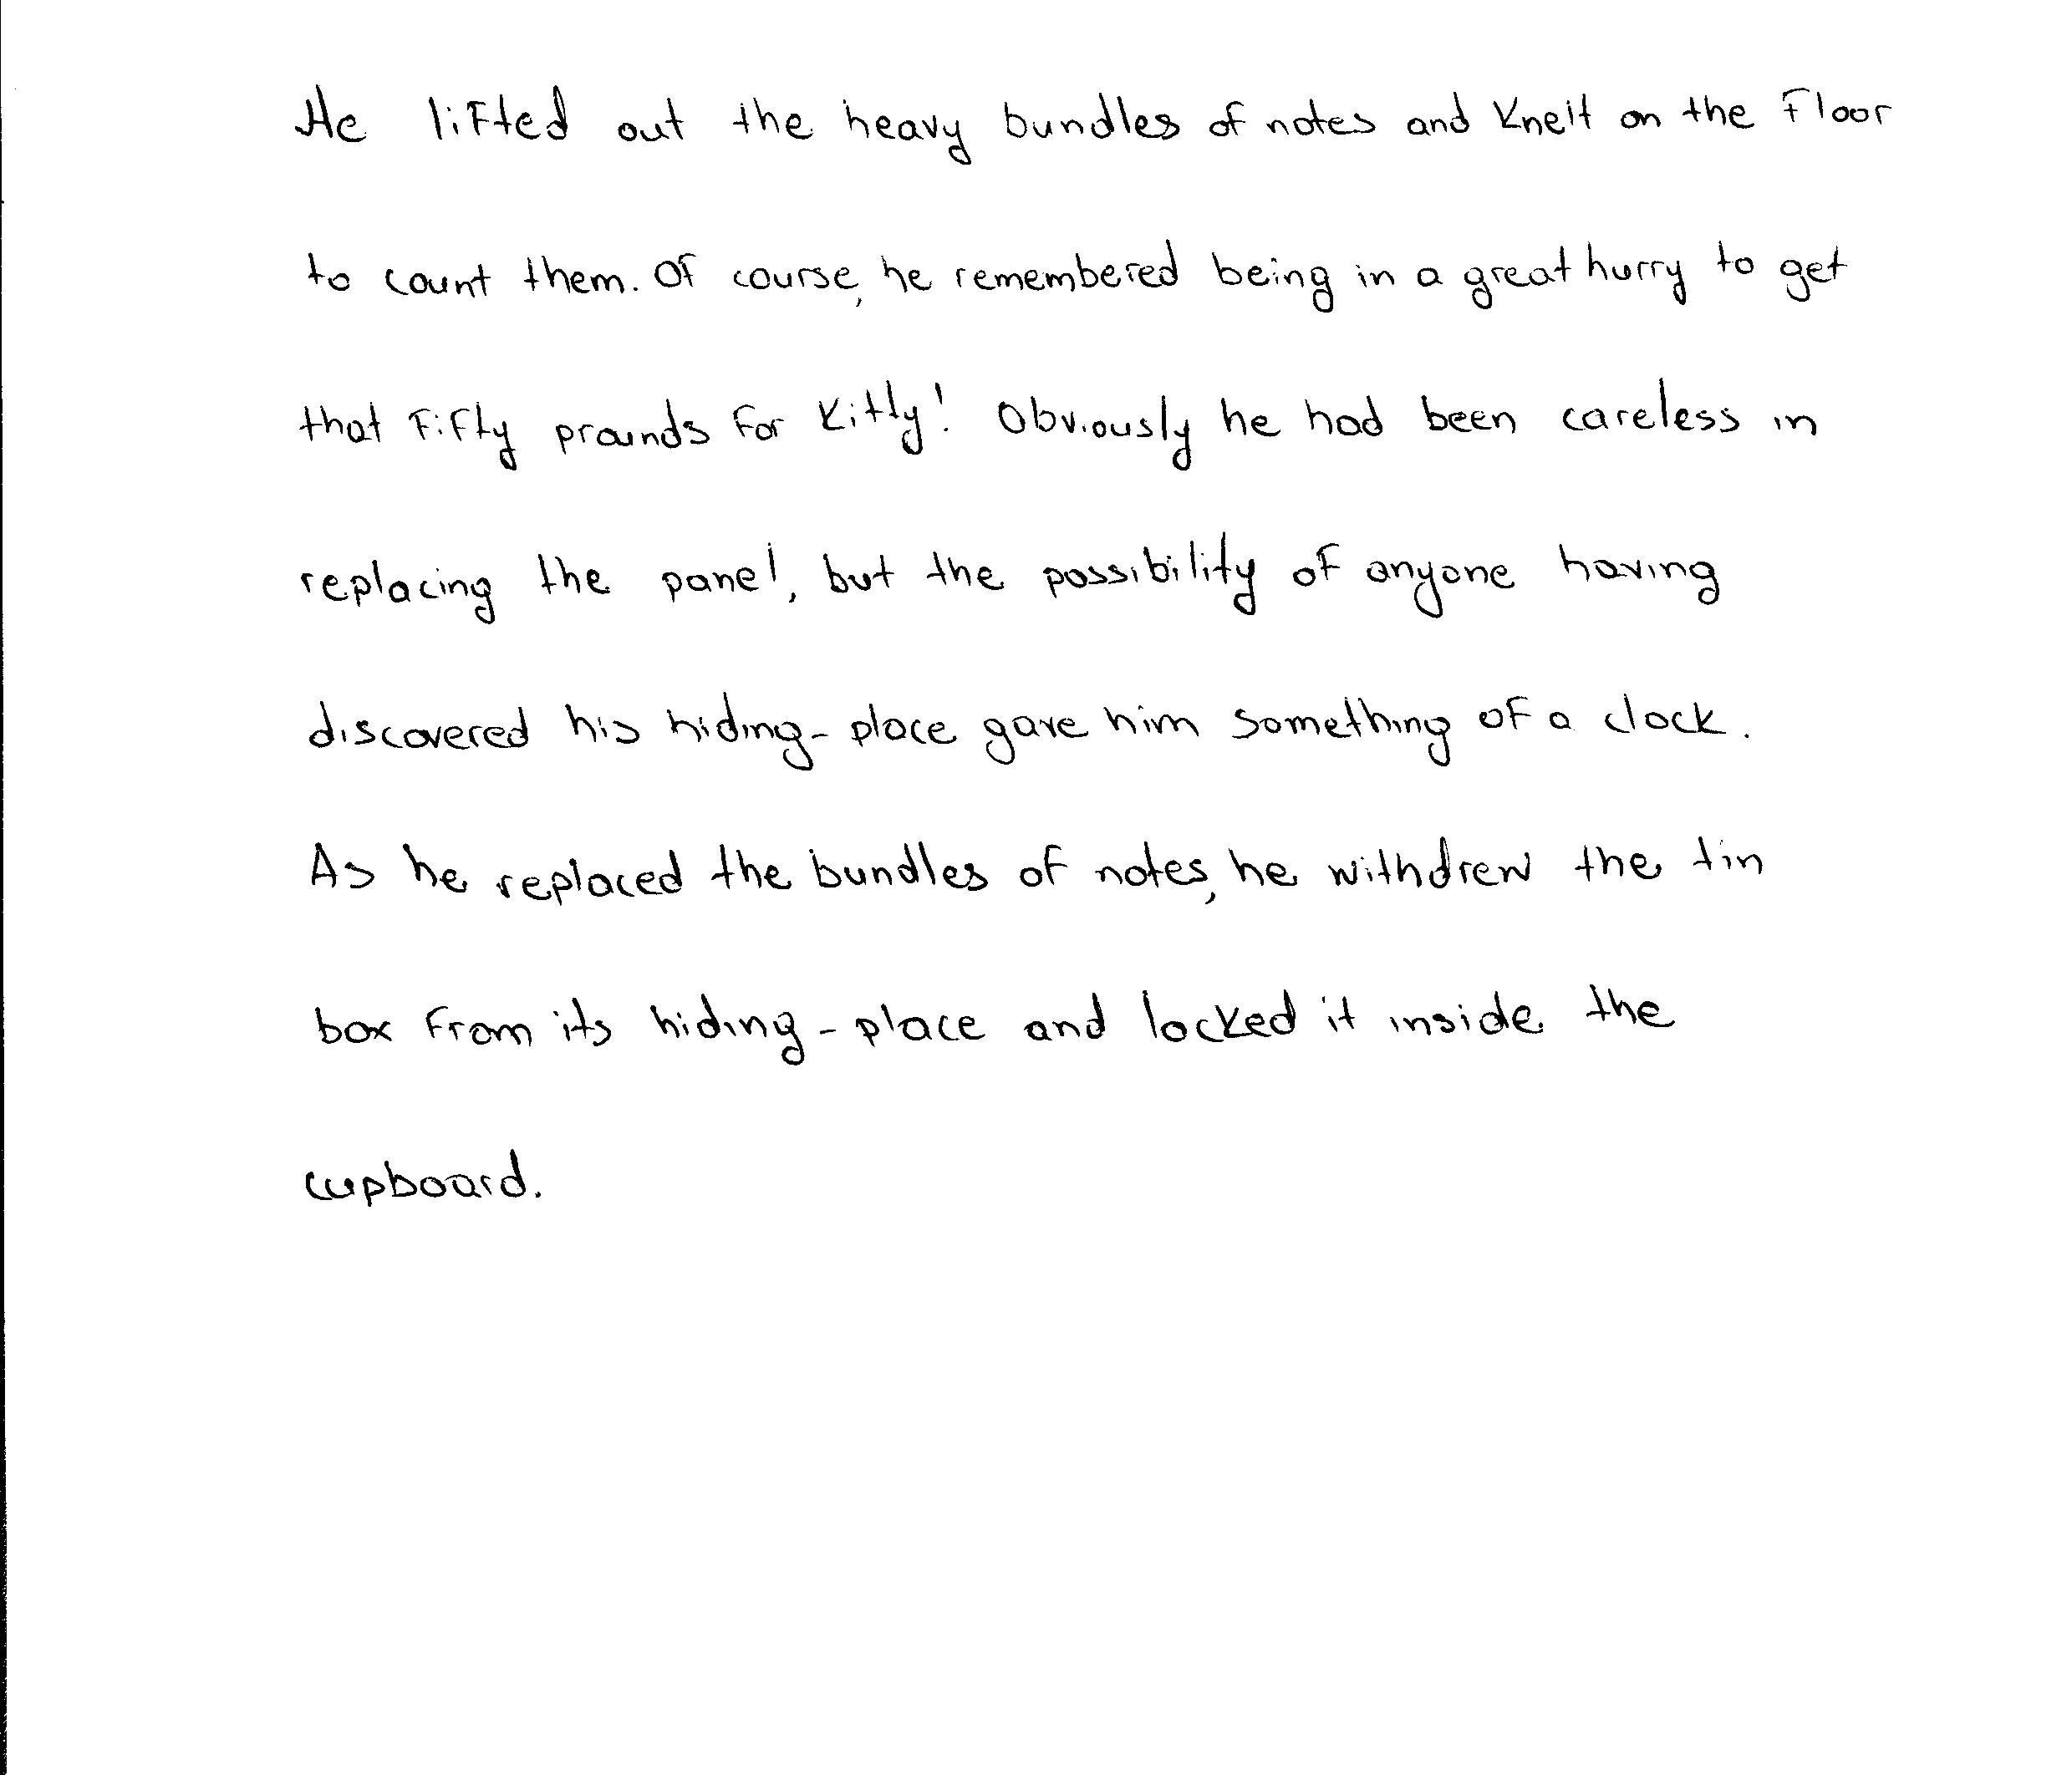 He lifted out the heavy bundles of notes and knelt on the floor
to count them. Of course, he remembered being in a great hurry to get
that fifty prounds for Kitty! Obviously he had been careless in
replacing the panel, but the possibility of anyone having
discovered his hiding-place gave him something of a clock.
As he replaced the bundles of notes, he withdrew the tin
box from its hiding-place and locked it inside the
cupboard.